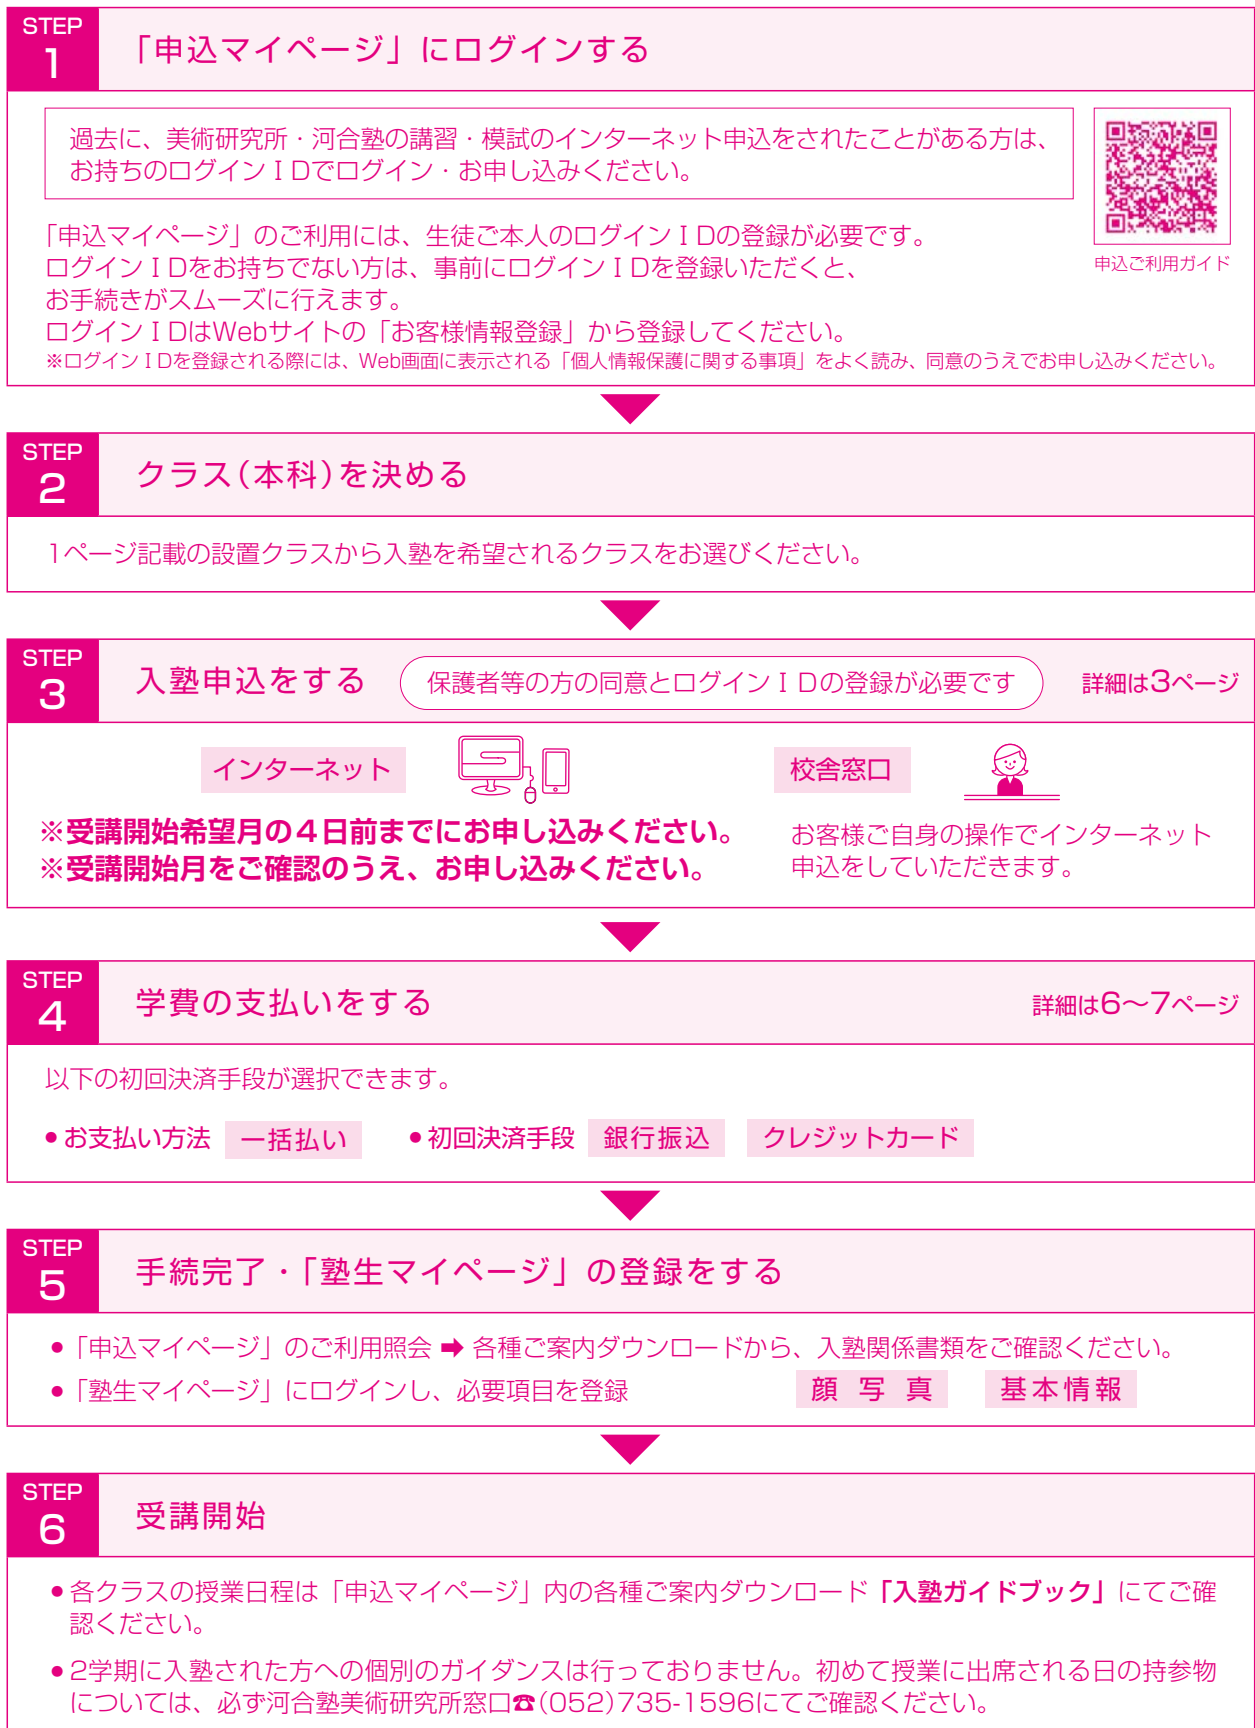 STEP
1
「申込マイページ」にログインする
過去に、美術研究所・河合塾の講習・模試のインターネット申込をされたことがある方は、
お持ちのログインＩDでログイン・お申し込みください。
申込ご利用ガイド
「申込マイページ」のご利用には、生徒ご本人のログインＩDの登録が必要です。
ログインＩDをお持ちでない方は、事前にログインＩDを登録いただくと、
お手続きがスムーズに行えます。
ログインＩDはWebサイトの「お客様情報登録」から登録してください。
※ログインＩDを登録される際には、Web画面に表示される「個人情報保護に関する事項」をよく読み、同意のうえでお申し込みください。
STEP
2
クラス（本科）を決める
1ページ記載の設置クラスから入塾を希望されるクラスをお選びください。
STEP
3
入塾申込をする 保護者等の方の同意とログインＩDの登録が必要です 詳細は3ページ
インターネット
※受講開始希望月の４日前までにお申し込みください。
※受講開始月をご確認のうえ、お申し込みください。
校舎窓口
お客様ご自身の操作でインターネット
申込をしていただきます。
STEP
4
学費の支払いをする 詳細は6〜7ページ
以下の初回決済手段が選択できます。
●お支払い方法 一括払い ●初回決済手段 銀行振込 クレジットカード
STEP
5
手続完了・「塾生マイページ」の登録をする
●「申込マイページ」のご利用照会 ➡ 各種ご案内ダウンロードから、入塾関係書類をご確認ください。
●「塾生マイページ」にログインし、必要項目を登録 顔 写 真 基本情報
STEP
6
受講開始
●各クラスの授業日程は「申込マイページ」内の各種ご案内ダウンロード「入塾ガイドブック」にてご確
認ください。
●2学期に入塾された方への個別のガイダンスは行っておりません。初めて授業に出席される日の持参物
については、必ず河合塾美術研究所窓口☎(052)735-1596にてご確認ください。